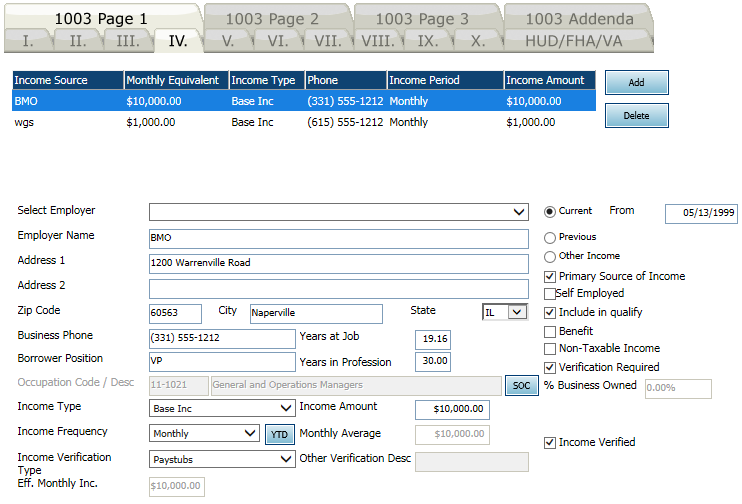 1003 Page 1 1003 Page 2 1003 Page 3 1003 Addenda
I. II. III. IV. V. VI. VII. VIII. IX. X. HUD/FHA/VA
Income Source Monthly Equivalent Income Type Phone Income Period Income Amount Add
BMO $10,000.00 Base Inc (331) 555-1212 Monthly $10,000.00
wgs $1,000.00 Base Inc (615) 555-1212 Monthly $1,000.00 Delete
Select Employer Current From 05/13/1999
Employer Name BMO Previous
Address 1 1200 Warrenville Road Other Income
Address 2 Primary Source of Income
Self Employed
Zip Code 60563 City Naperville State IL Include in qualify
Business Phone (331) 555-1212 Years at Job 19.16 Benefit
Non-Taxable Income
Borrower Position VP Years in Profession 30.00 Verification Required
Occupation Code / Desc 11-1021 General and Operations Managers SOC % Business Owned 0.00%
Income Type Base Inc Income Amount $10,000.00
Income Frequency Monthly YTD Monthly Average $10,000.00 Income Verified
Income Verification Type Paystubs Other Verification Desc
Eff. Monthly Inc. $10,000.00